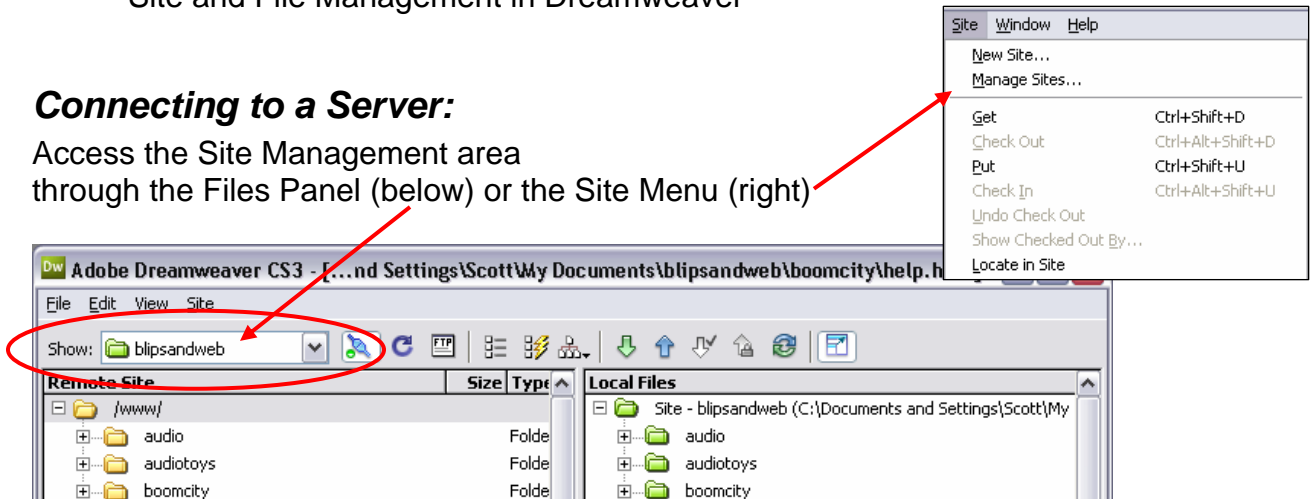 Site and File Management in Dreamweaver
Site Window Help
New Site...
Manage Sites...
Get Ctrl+Shift+D
Check Out Ctrl+Alt+Shift+D
Put Ctrl+Shift+U
Check In Ctrl+Alt+Shift+U
Undo Check Out
Show Checked Out By...
Locate in Site
Connecting to a Server:
Access the Site Management area
through the Files Panel (below) or the Site Menu (right)
Dw Adobe Dreamweaver CS3 - [...nd Settings\Scott\My Documents\blipsandweb\boomcity\help.h
File Edit View Site
Show: blipsandweb FTP
Remote Site Size Type Local Files
/www/ Site - blipsandweb (C:\Documents and Settings\Scott\My
audio Folde audio
audiotoys Folde audiotoys
boomcity Folde boomcity